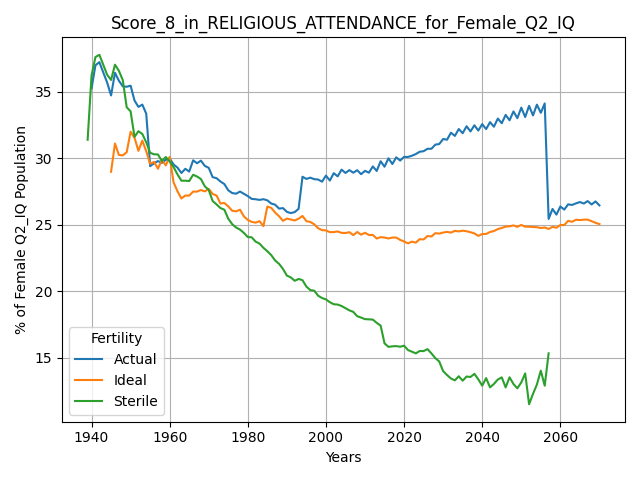 Score_8_in_RELIGIOUS_ATTENDANCE_for_Female_Q2_IQ
% of Female Q2_IQ Population
35
30
25
20
15
Fertility
Actual
Ideal
Sterile
1940 1960 1980 2000 2020 2040 2060
Years